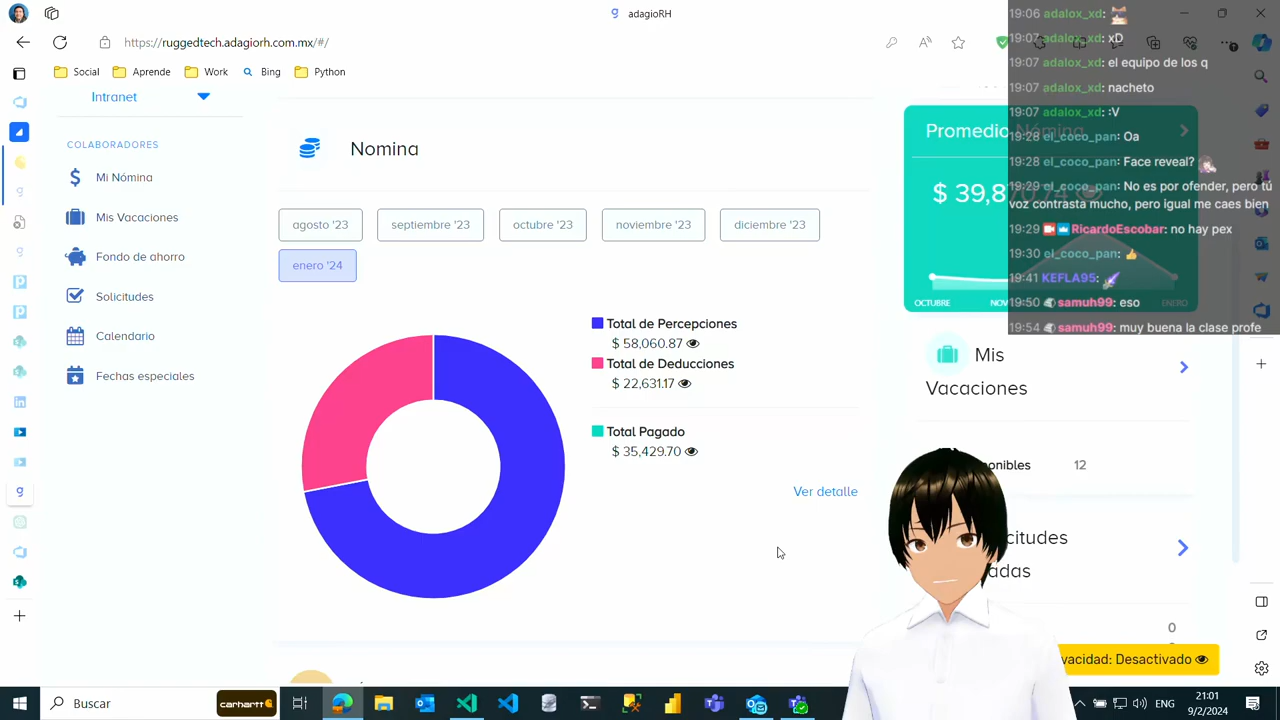 adagioRH
https://ruggedtech.adagiorh.com.mx/#/
Social
Aprende
Work
Bing
Python
Intranet
COLABORADORES
Mi Nómina
Mis Vacaciones
Fondo de ahorro
Solicitudes
Calendario
Fechas especiales
Nomina
agosto '23
septiembre '23
octubre '23
noviembre '23
diciembre '23
enero '24
Total de Percepciones
$ 58,060.87
Total de Deducciones
$ 22,631.17
Total Pagado
$ 35,429.70
Ver detalle
Promedio
$ 39,8
OCTUBRE
NOV
ENERO
19:06 adalox_xd:
19:07 adalox_xd: xD
19:07 adalox_xd: el equipo de los q
19:07 adalox_xd: nacheto
19:07 adalox_xd: :V
19:28 el_coco_pan: Oa
19:28 el_coco_pan: Face reveal?
19:29 el_coco_pan: No es por ofender, pero tú
voz contrasta mucho, pero igual me caes bien
19:29 RicardoEscobar: no hay pex
19:30 el_coco_pan:
19:41 KEFLA95:
19:50 samuh99: eso
19:54 samuh99: muy buena la clase profe
Mis
Vacaciones
onibles 12
citudes
adas
0
vacidad: Desactivado
Buscar
carhartt
ENG
21:01
9/2/2024